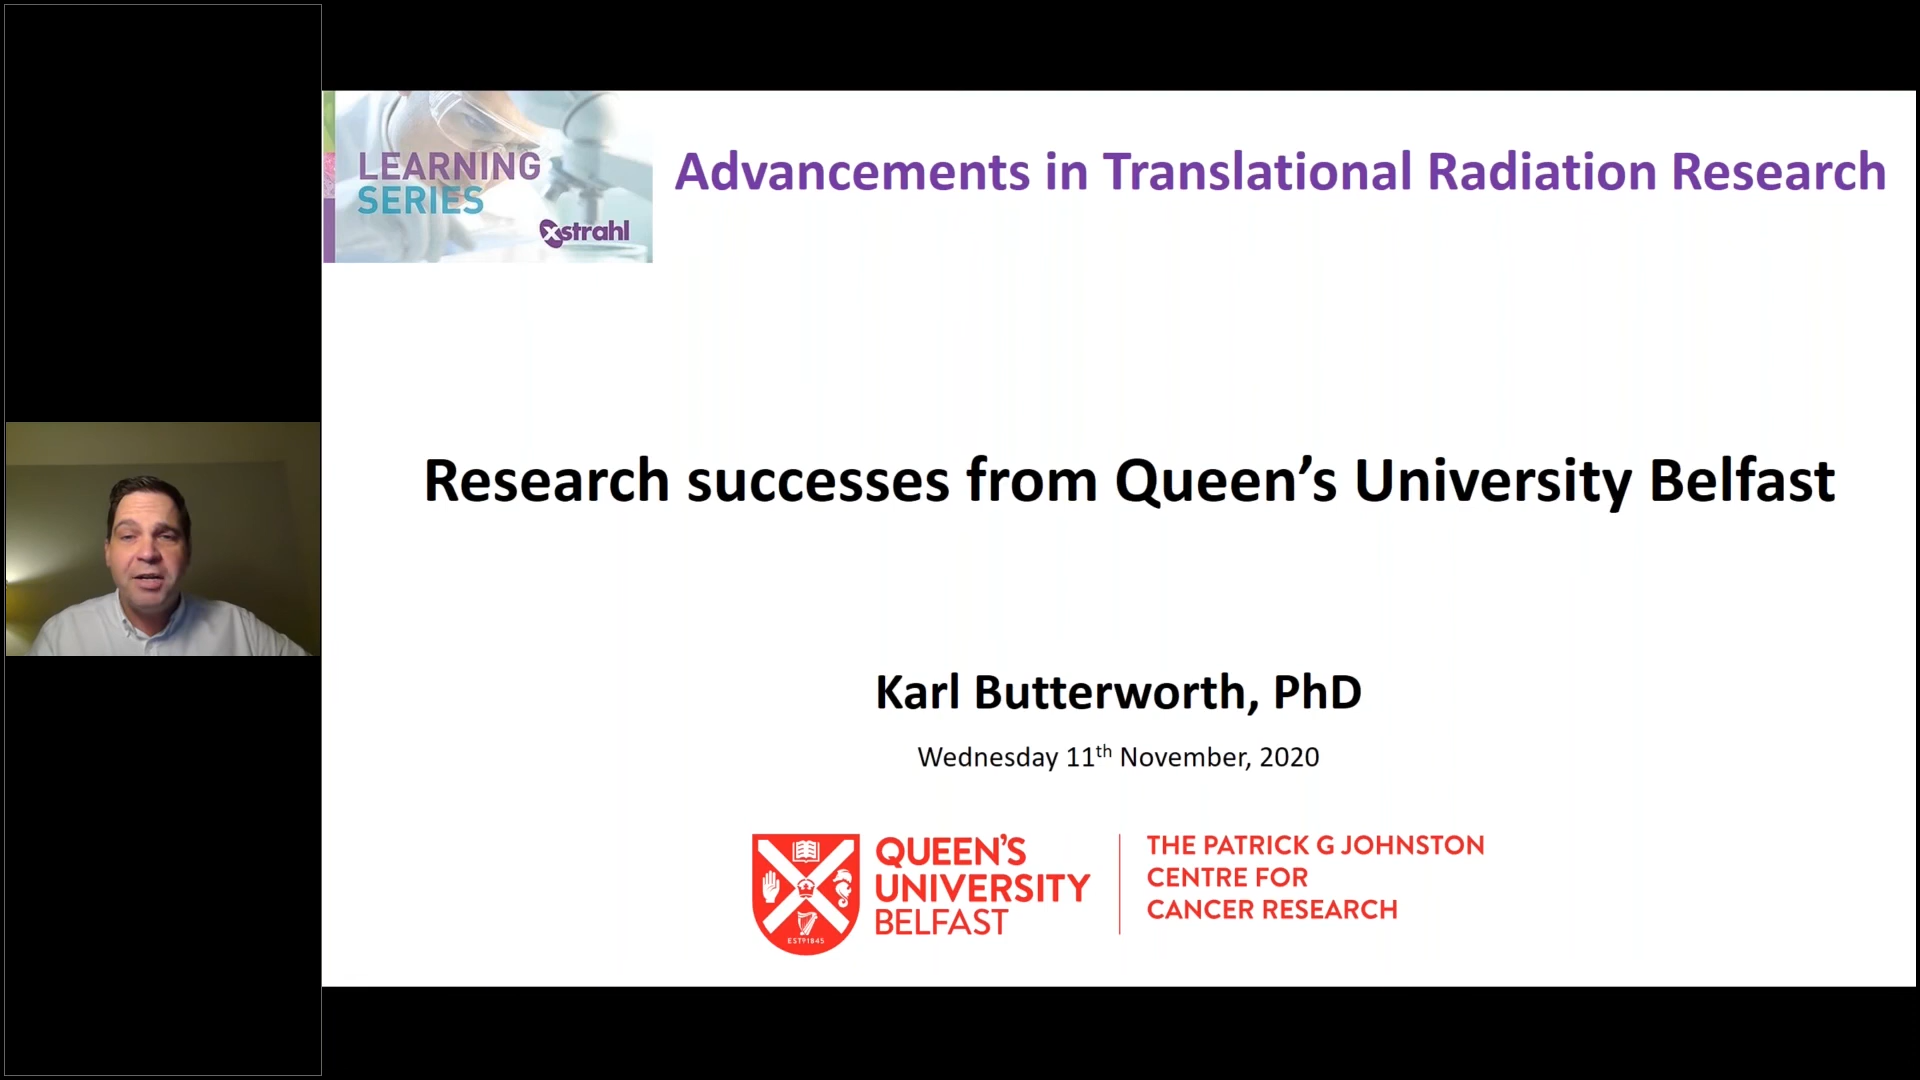 LEARNING
SERIES
xstrahl
Advancements in Translational Radiation Research
Research successes from Queen’s University Belfast
Karl Butterworth, PhD
Wednesday 11th November, 2020
ESTD1845
QUEEN’S
UNIVERSITY
BELFAST
THE PATRICK G JOHNSTON
CENTRE FOR
CANCER RESEARCH